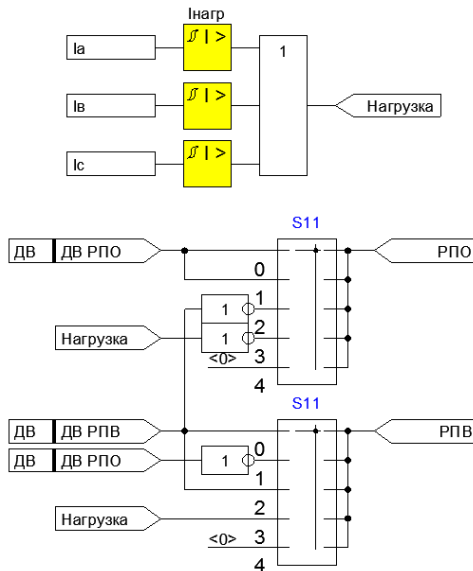 Iнагр
Ia
I >
1
Iв
I >
Нагрузка
Ic
I >
S11
ДВ ДВ РПО
РПО
0
1
1
Нагрузка
1
2
<0>
3
4
S11
ДВ ДВ РПВ
РПВ
0
ДВ ДВ РПО
1
1
Нагрузка
2
<0>
3
4